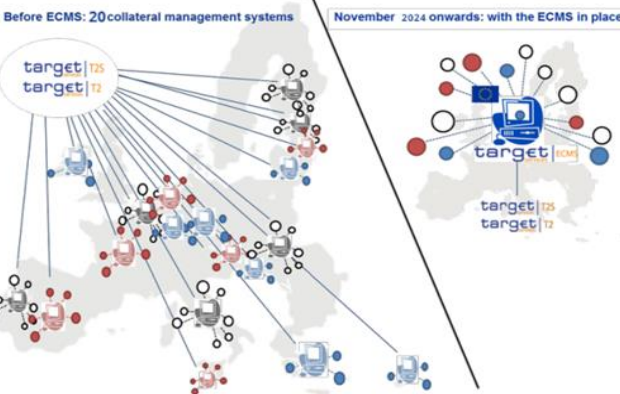 Before ECMS: 20 collateral management systems
target | T2S
target | T2
November 2024 onwards: with the ECMS in place
target | ECMS
target | T2S
target | T2